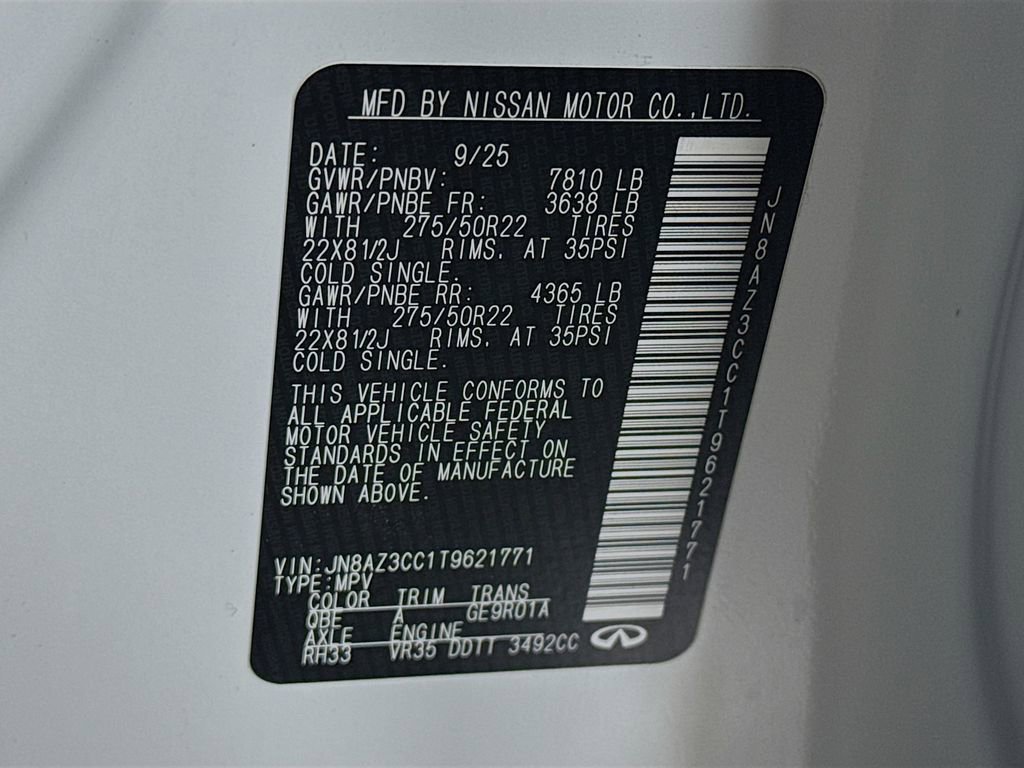 MFD BY NISSAN MOTOR CO.,LTD.
DATE: 9/25
GVWR/PNBV: 7810 LB
GAWR/PNBE FR: 3638 LB
WITH 275/50R22 TIRES
22X81/2J RIMS. AT 35PSI
COLD SINGLE.
GAWR/PNBE RR: 4365 LB
WITH 275/50R22 TIRES
22X81/2J RIMS. AT 35PSI
COLD SINGLE.
THIS VEHICLE CONFORMS TO
ALL APPLICABLE FEDERAL
MOTOR VEHICLE SAFETY
STANDARDS IN EFFECT ON
THE DATE OF MANUFACTURE
SHOWN ABOVE.
VIN:JN8AZ3CC1T9621771
TYPE:MPV
COLOR TRIM TRANS
QBE A GE9R01A
AXLE ENGINE
RH33 VR35 DDTT 3492CC
JN8AZ3CC1T9621771